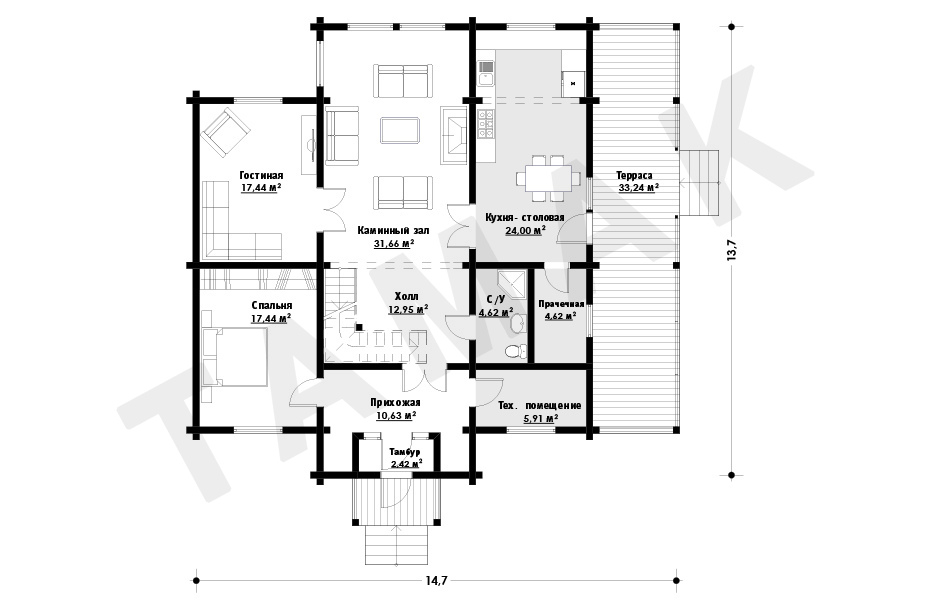 Гостиная
17,44 м²
Каминный зал
31,66 м²
Кухня- столовая
24,00 м²
Терраса
33,24 м²
Спальня
17,44 м²
Холл
12,95 м²
С/У
4,62 м²
Прачечная
4,62 м²
Прихожая
10,63 м²
Тех. помещение
5,91 м²
Тамбур
2.42 м²
13,7
14,7
ТАМАК